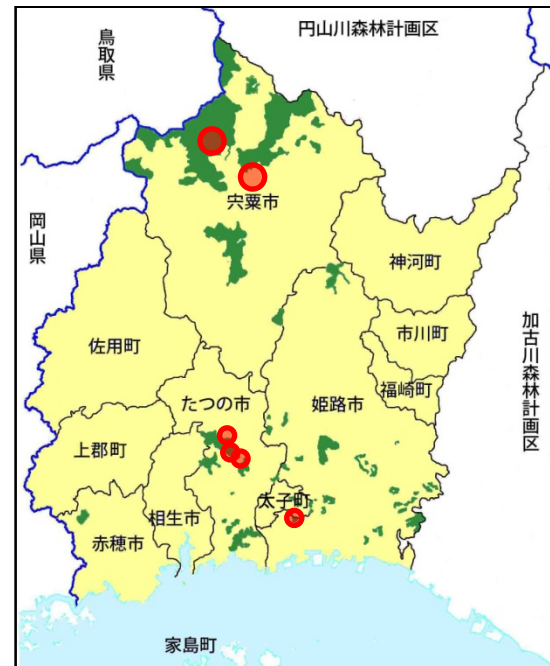 円山川森林計画区
鳥取県
岡山県
宍粟市
神河町
加古川森林計画区
市川町
佐用町
福崎町
たつの市
姫路市
上郡町
太子町
相生市
赤穂市
家島町